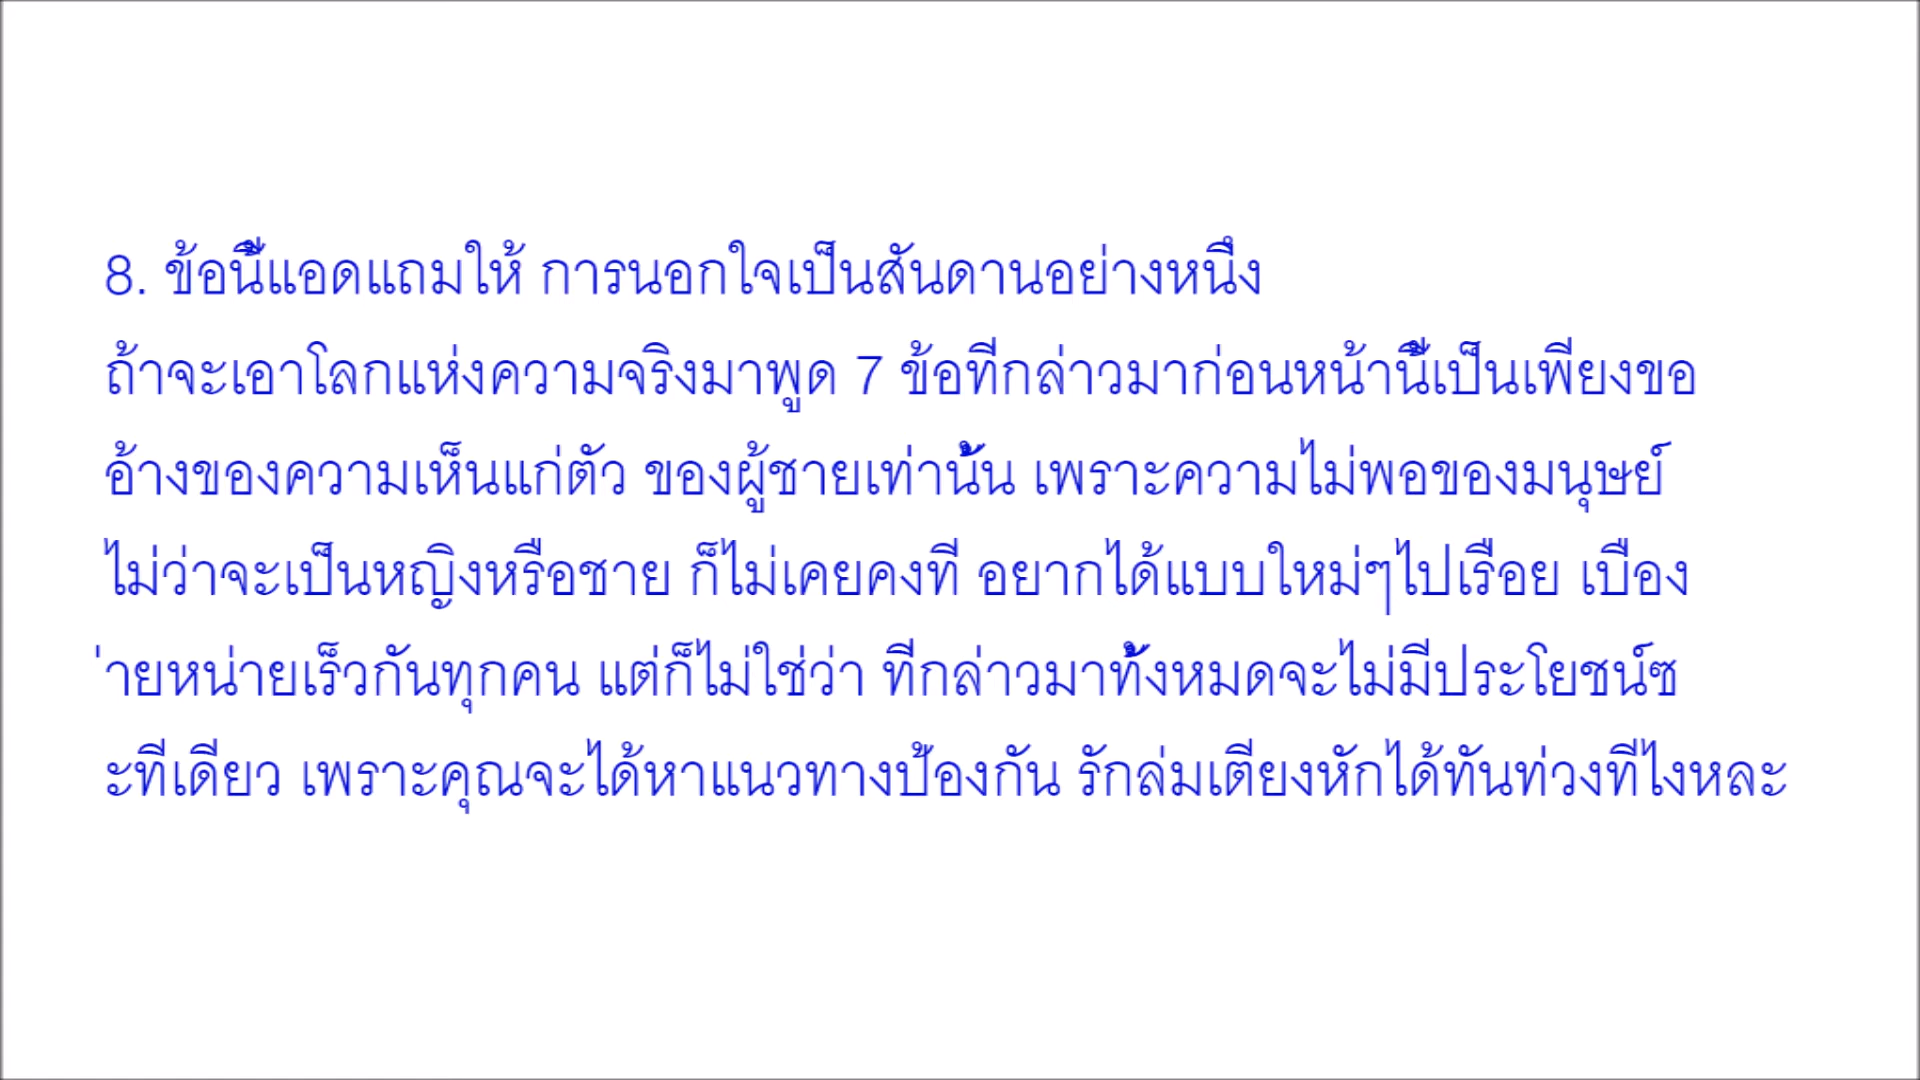 8. ข้อนี้แอดแถมให้ การนอกใจเป็นสันดานอย่างหนึ่ง
ถ้าจะเอาโลกแห่งความจริงมาพูด 7 ข้อที่กล่าวมาก่อนหน้านี้เป็นเพียงขอ
อ้างของความเห็นแก่ตัว ของผู้ชายเท่านั้น เพราะความไม่พอของมนุษย์
ไม่ว่าจะเป็นหญิงหรือชาย ก็ไม่เคยคงที่ อยากได้แบบใหม่ๆไปเรื่อย เบื่อง
่ายหน่ายเร็วกันทุกคน แต่ก็ไม่ใช่ว่า ที่กล่าวมาทั้งหมดจะไม่มีประโยชน์ซ
ะทีเดียว เพราะคุณจะได้หาแนวทางป้องกัน รักล่มเตียงหักได้ทันท่วงทีไงหละ